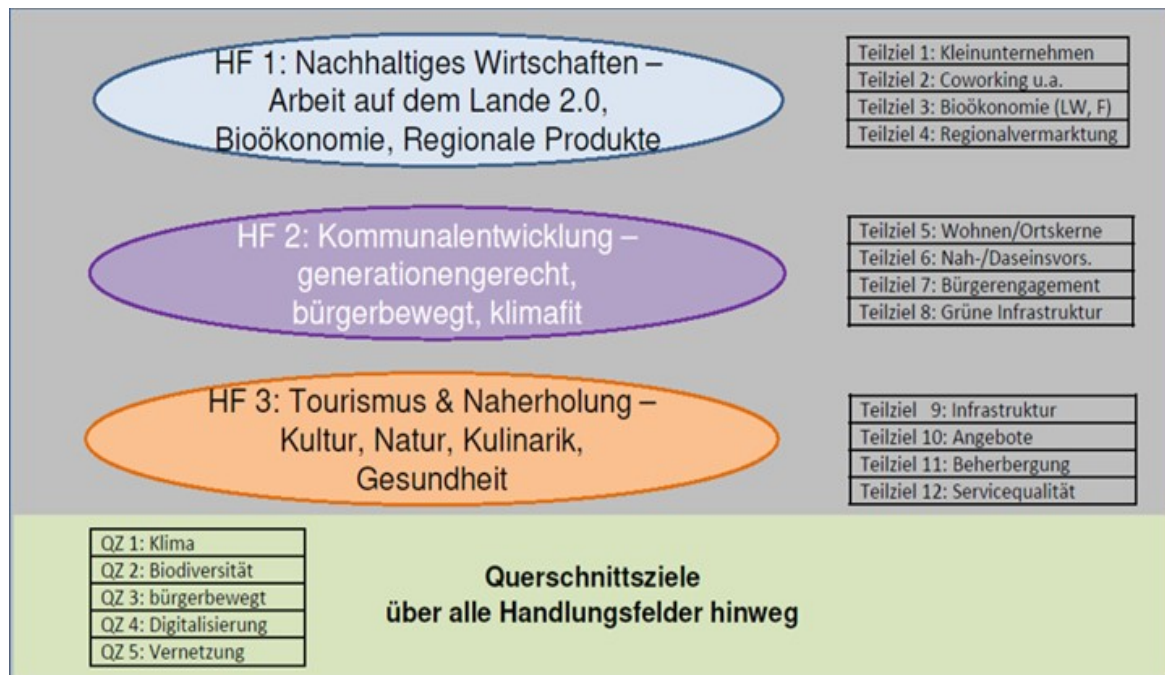 HF 1: Nachhaltiges Wirtschaften –
Arbeit auf dem Lande 2.0,
Bioökonomie, Regionale Produkte
Teilziel 1: Kleinunternehmen
Teilziel 2: Coworking u.a.
Teilziel 3: Bioökonomie (LW, F)
Teilziel 4: Regionalvermarktung
HF 2: Kommunalentwicklung –
generationengerecht,
bürgerbewegt, klimafit
Teilziel 5: Wohnen/Ortskerne
Teilziel 6: Nah-/Daseinsvors.
Teilziel 7: Bürgerengagement
Teilziel 8: Grüne Infrastruktur
HF 3: Tourismus & Naherholung –
Kultur, Natur, Kulinarik,
Gesundheit
Teilziel 9: Infrastruktur
Teilziel 10: Angebote
Teilziel 11: Beherbergung
Teilziel 12: Servicequalität
QZ 1: Klima
QZ 2: Biodiversität
QZ 3: bürgerbewegt
QZ 4: Digitalisierung
QZ 5: Vernetzung
Querschnittsziele
über alle Handlungsfelder hinweg